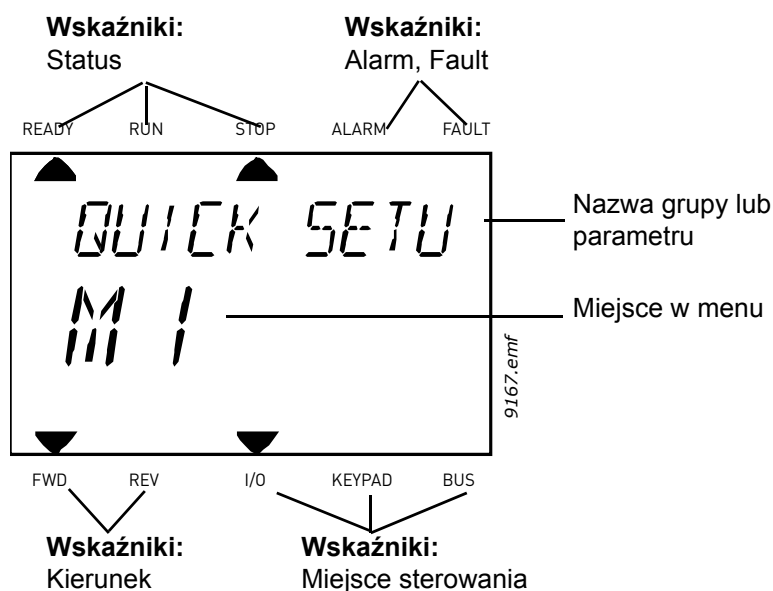 Wskaźniki:
Status
Wskaźniki:
Alarm, Fault
READY RUN STOP ALARM FAULT
QUICK SETU
Nazwa grupy lub
parametru
M1
Miejsce w menu
9167.emf
FWD REV I/O KEYPAD BUS
Wskaźniki:
Kierunek
Wskaźniki:
Miejsce sterowania